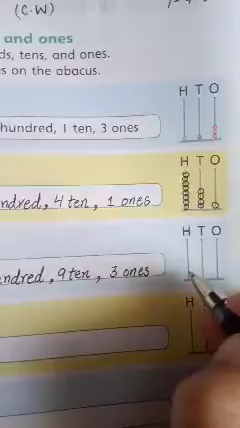 (C.W)
and ones
ds, tens, and ones.
s on the abacus.
H T O
hundred, 1 ten, 3 ones
H T O
ndred, 4 ten, 1 ones
H T O
ndred, 9 ten, 3 ones
H